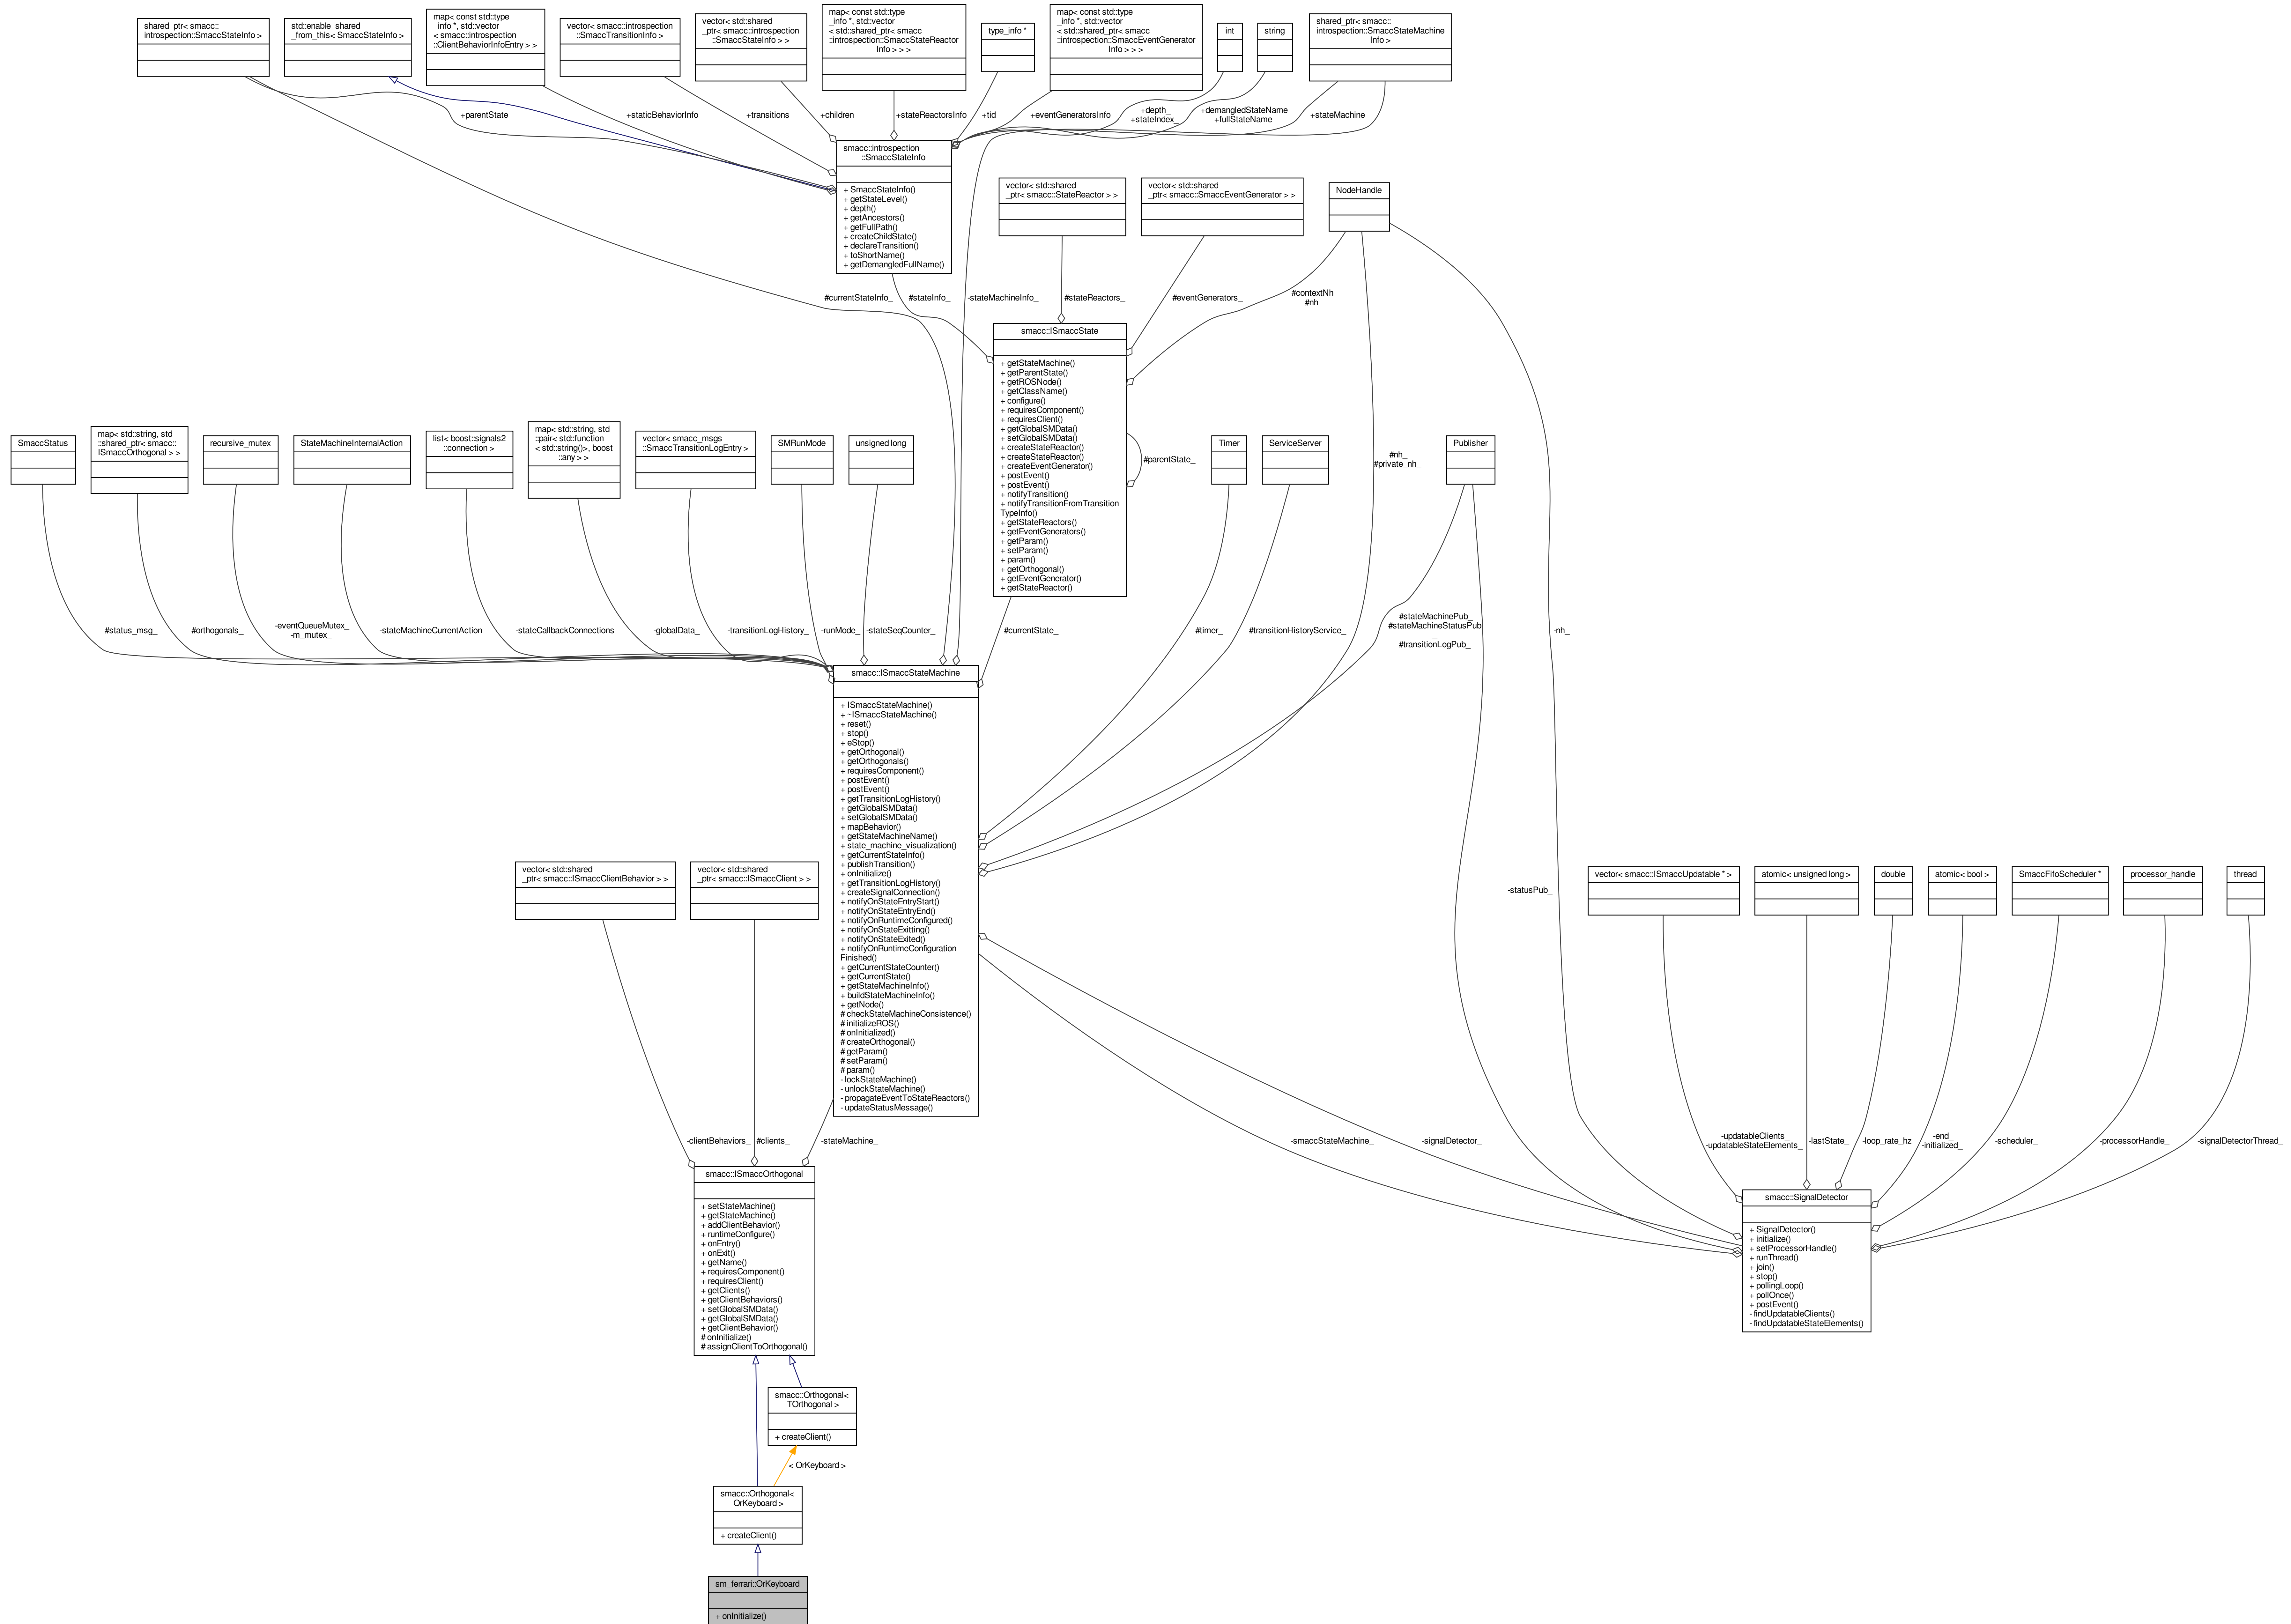 shared_ptr< smacc::
introspection::SmaccStateInfo >
std::enable_shared
_from_this< SmaccStateInfo >
map< const std::type
_info *, std::vector
< smacc::introspection
::ClientBehaviorInfoEntry > >
vector< smacc::introspection
::SmaccTransitionInfo >
vector< std::shared
_ptr< smacc::introspection
::SmaccStateInfo > >
map< const std::type
_info *, std::vector
< std::shared_ptr< smacc
::introspection::SmaccStateReactor
Info > > >
type_info *
map< const std::type
_info *, std::vector
< std::shared_ptr< smacc
::introspection::SmaccEventGenerator
Info > > >
int
string
shared_ptr< smacc::
introspection::SmaccStateMachine
Info >
+parentState_
+staticBehaviorInfo
+transitions_
+children_
+stateReactorsInfo
+tid_
+eventGeneratorsInfo
+depth_
+stateIndex_
+demangledStateName
+fullStateName
+stateMachine_
smacc::introspection
::SmaccStateInfo
+ SmaccStateInfo()
+ getStateLevel()
+ depth()
+ getAncestors()
+ getFullPath()
+ createChildState()
+ declareTransition()
+ toShortName()
+ getDemangledFullName()
vector< std::shared
_ptr< smacc::StateReactor > >
vector< std::shared
_ptr< smacc::SmaccEventGenerator > >
NodeHandle
#currentStateInfo_
#stateInfo_
-stateMachineInfo_
#stateReactors_
#eventGenerators_
#contextNh
#nh
smacc::ISmaccState
+ getStateMachine()
+ getParentState()
+ getROSNode()
+ getClassName()
+ configure()
+ requiresComponent()
+ requiresClient()
+ getGlobalSMData()
+ setGlobalSMData()
+ createStateReactor()
+ createStateReactor()
+ createEventGenerator()
+ postEvent()
+ postEvent()
+ notifyTransition()
+ notifyTransitionFromTransition
TypeInfo()
+ getStateReactors()
+ getEventGenerators()
+ getParam()
+ setParam()
+ param()
+ getOrthogonal()
+ getEventGenerator()
+ getStateReactor()
#parentState_
SmaccStatus
map< std::string, std
::shared_ptr< smacc::
ISmaccOrthogonal > >
recursive_mutex
StateMachineInternalAction
list< boost::signals2
::connection >
map< std::string, std
::pair< std::function
< std::string()>, boost
::any > >
vector< smacc_msgs
::SmaccTransitionLogEntry >
SMRunMode
unsigned long
Timer
ServiceServer
Publisher
#nh_
#private_nh_
#status_msg_
#orthogonals_
-eventQueueMutex_
-m_mutex_
-stateMachineCurrentAction
-stateCallbackConnections
-globalData_
-transitionLogHistory_
-runMode_
-stateSeqCounter_
#currentState_
#timer_
#transitionHistoryService_
#stateMachinePub_
#stateMachineStatusPub
_
#transitionLogPub_
-nh_
smacc::ISmaccStateMachine
+ ISmaccStateMachine()
+ ~ISmaccStateMachine()
+ reset()
+ stop()
+ eStop()
+ getOrthogonal()
+ getOrthogonals()
+ requiresComponent()
+ postEvent()
+ postEvent()
+ getTransitionLogHistory()
+ getGlobalSMData()
+ setGlobalSMData()
+ mapBehavior()
+ getStateMachineName()
+ state_machine_visualization()
+ getCurrentStateInfo()
+ publishTransition()
+ onInitialize()
+ getTransitionLogHistory()
+ createSignalConnection()
+ notifyOnStateEntryStart()
+ notifyOnStateEntryEnd()
+ notifyOnRuntimeConfigured()
+ notifyOnStateExitting()
+ notifyOnStateExited()
+ notifyOnRuntimeConfiguration
Finished()
+ getCurrentStateCounter()
+ getCurrentState()
+ getStateMachineInfo()
+ buildStateMachineInfo()
+ getNode()
# checkStateMachineConsistence()
# initializeROS()
# onInitialized()
# createOrthogonal()
# getParam()
# setParam()
# param()
- lockStateMachine()
- unlockStateMachine()
- propagateEventToStateReactors()
- updateStatusMessage()
vector< std::shared
_ptr< smacc::ISmaccClientBehavior > >
vector< std::shared
_ptr< smacc::ISmaccClient > >
-statusPub_
vector< smacc::ISmaccUpdatable * >
atomic< unsigned long >
double
atomic< bool >
SmaccFifoScheduler *
processor_handle
thread
-clientBehaviors_
#clients_
-stateMachine_
-smaccStateMachine_
-signalDetector_
-updatableClients_
-updatableStateElements_
-lastState_
-loop_rate_hz
-end_
-initialized_
-scheduler_
-processorHandle_
-signalDetectorThread_
smacc::ISmaccOrthogonal
+ setStateMachine()
+ getStateMachine()
+ addClientBehavior()
+ runtimeConfigure()
+ onEntry()
+ onExit()
+ getName()
+ requiresComponent()
+ requiresClient()
+ getClients()
+ getClientBehaviors()
+ setGlobalSMData()
+ getGlobalSMData()
+ getClientBehavior()
# onInitialize()
# assignClientToOrthogonal()
smacc::SignalDetector
+ SignalDetector()
+ initialize()
+ setProcessorHandle()
+ runThread()
+ join()
+ stop()
+ pollingLoop()
+ pollOnce()
+ postEvent()
- findUpdatableClients()
- findUpdatableStateElements()
smacc::Orthogonal<
TOrthogonal >
+ createClient()
< OrKeyboard >
smacc::Orthogonal<
OrKeyboard >
+ createClient()
sm_ferrari::OrKeyboard
+ onInitialize()